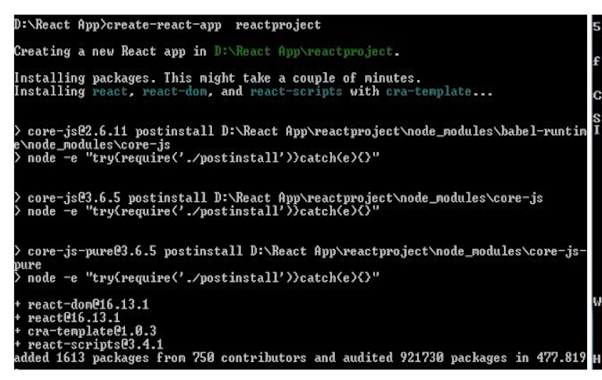 D:\React App>create-react-app  reactproject
Creating a new React app in D:\React App\reactproject.
Installing packages. This might take a couple of minutes.
Installing react, react-dom, and react-scripts with cra-template...
> core-js@2.6.11 postinstall D:\React App\reactproject\node_modules\babel-runtim
e\node_modules\core-js
> node -e "try{require('./postinstall')}catch(e){}"
> core-js@3.6.5 postinstall D:\React App\reactproject\node_modules\core-js
> node -e "try{require('./postinstall')}catch(e){}"
> core-js-pure@3.6.5 postinstall D:\React App\reactproject\node_modules\core-js-
pure
> node -e "try{require('./postinstall')}catch(e){}"
+ react-dom@16.13.1
+ react@16.13.1
+ cra-template@1.0.3
+ react-scripts@3.4.1
added 1613 packages from 750 contributors and audited 921730 packages in 477.819
5
f
C
S
I
W
H